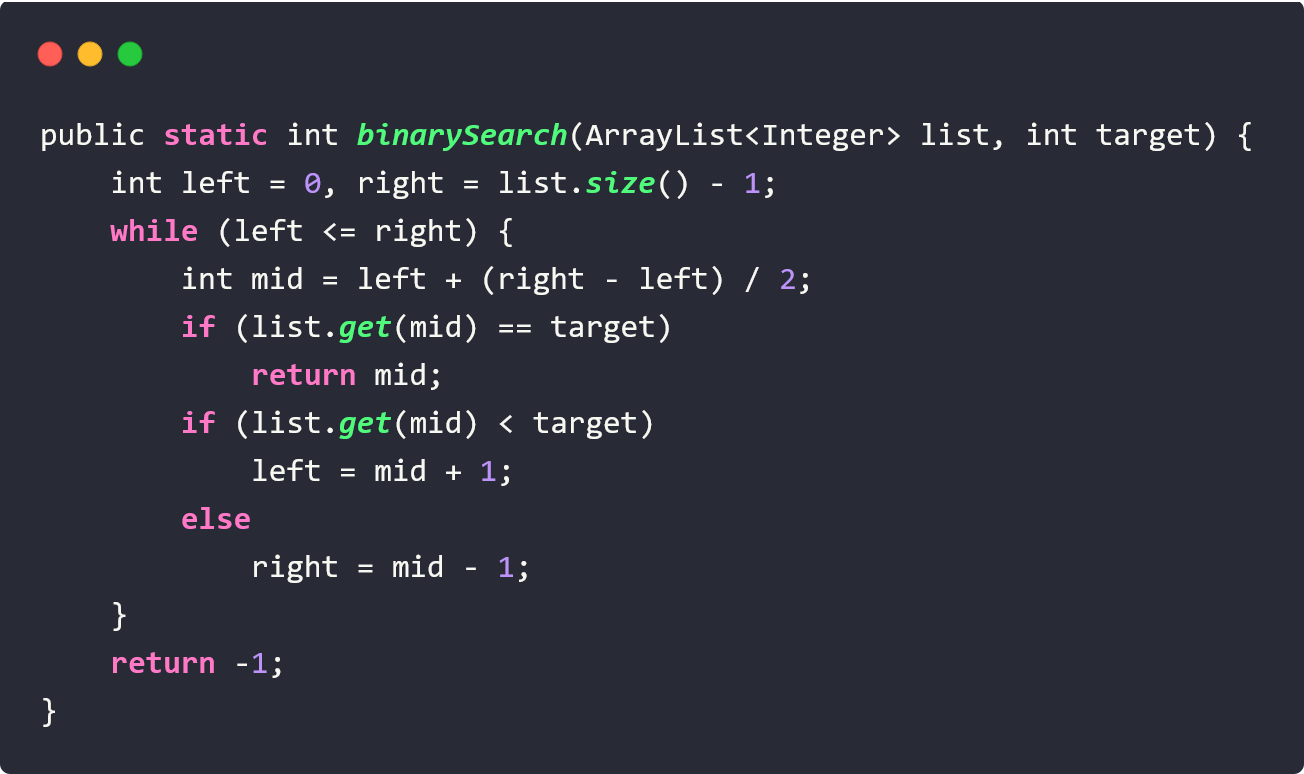 public static int binarySearch(ArrayList<Integer> list, int target) {
    int left = 0, right = list.size() - 1;
    while (left <= right) {
        int mid = left + (right - left) / 2;
        if (list.get(mid) == target)
            return mid;
        if (list.get(mid) < target)
            left = mid + 1;
        else
            right = mid - 1;
    }
    return -1;
}